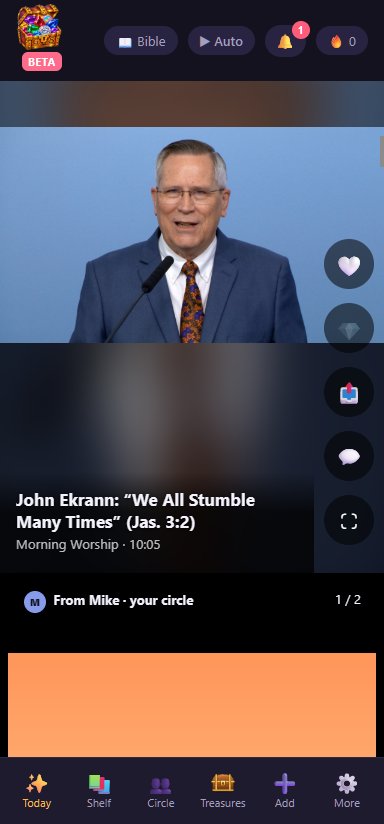 BETA
Bible
Auto
1
0
John Ekrann: “We All Stumble
Many Times” (Jas. 3:2)
Morning Worship · 10:05
M
From Mike · your circle
1 / 2
Today
Shelf
Circle
Treasures
Add
More